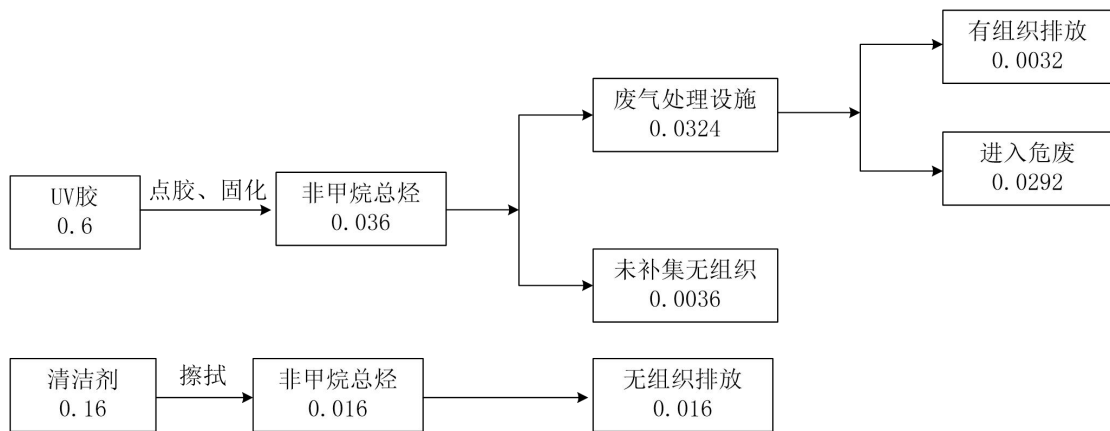 有组织排放
0.0032
废气处理设施
0.0324
进入危废
0.0292
UV胶
0.6
点胶、固化
非甲烷总烃
0.036
未补集无组织
0.0036
清洁剂
0.16
擦拭
非甲烷总烃
0.016
无组织排放
0.016